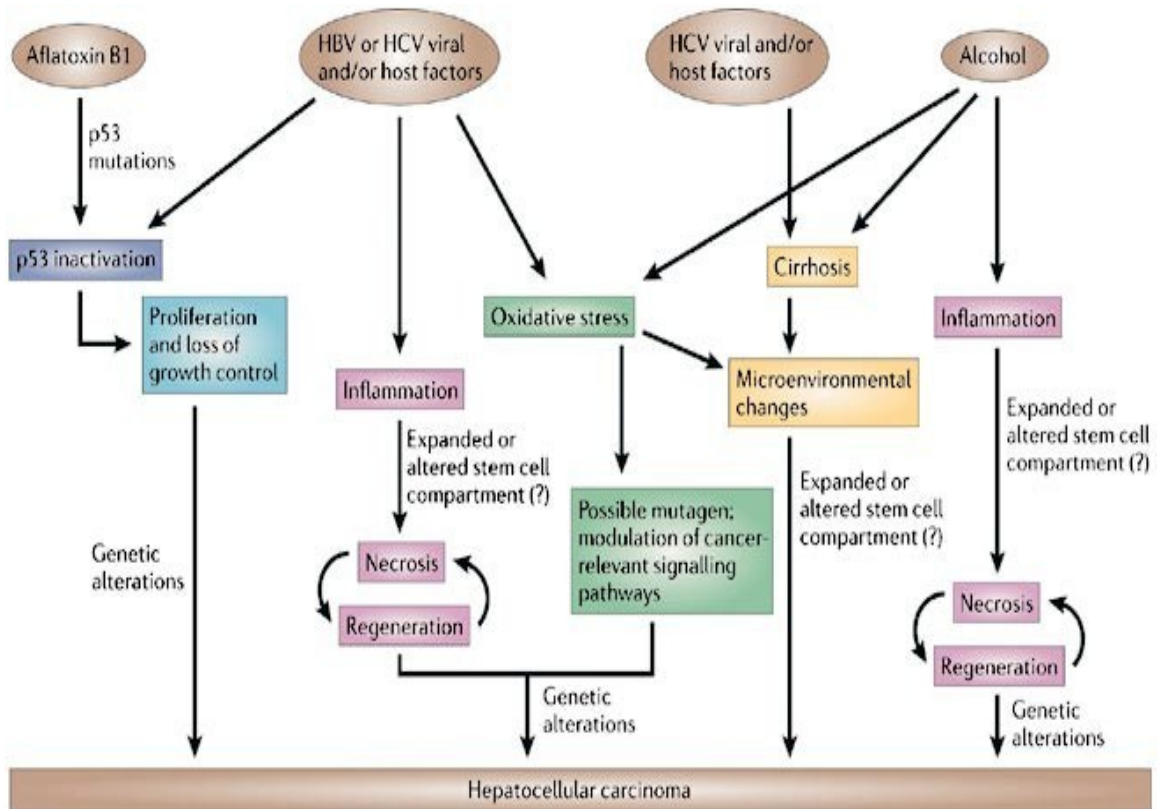 Aflatoxin B1
HBV or HCV viral
and/or host factors
HCV viral and/or
host factors
Alcohol
p53
mutations
p53 inactivation
Cirrhosis
Proliferation
and loss of
growth control
Oxidative stress
Inflammation
Inflammation
Microenvironmental
changes
Expanded or
altered stem cell
compartment (?)
Expanded or
altered stem cell
compartment (?)
Possible mutagen;
modulation of cancer-
relevant signalling
pathways
Expanded or
altered stem cell
compartment (?)
Genetic
alterations
Necrosis
Regeneration
Necrosis
Regeneration
Genetic
alterations
Genetic
alterations
Hepatocellular carcinoma